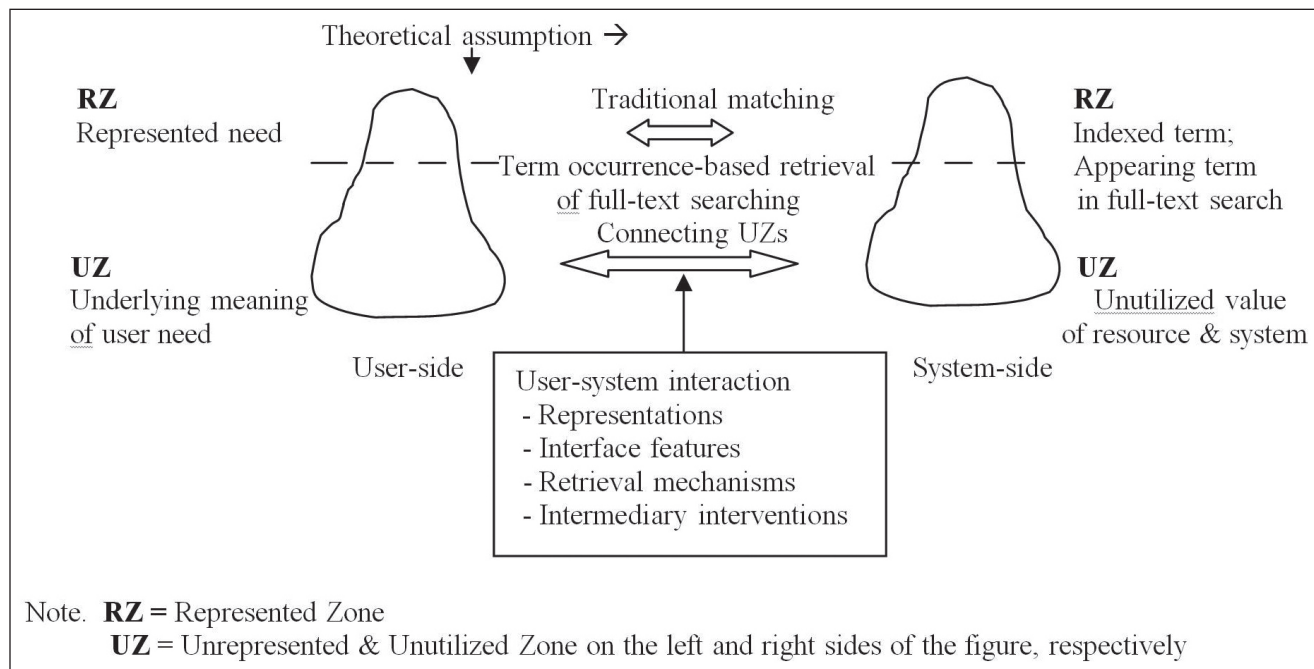 Theoretical assumption →
RZ
Represented need
Traditional matching
Term occurrence-based retrieval
of full-text searching
Connecting UZs
RZ
Indexed term;
Appearing term
in full-text search
UZ
Underlying meaning
of user need
UZ
Unutilized value
of resource & system
User-side
System-side
User-system interaction
- Representations
- Interface features
- Retrieval mechanisms
- Intermediary interventions
Note. RZ = Represented Zone
UZ = Unrepresented & Unutilized Zone on the left and right sides of the figure, respectively